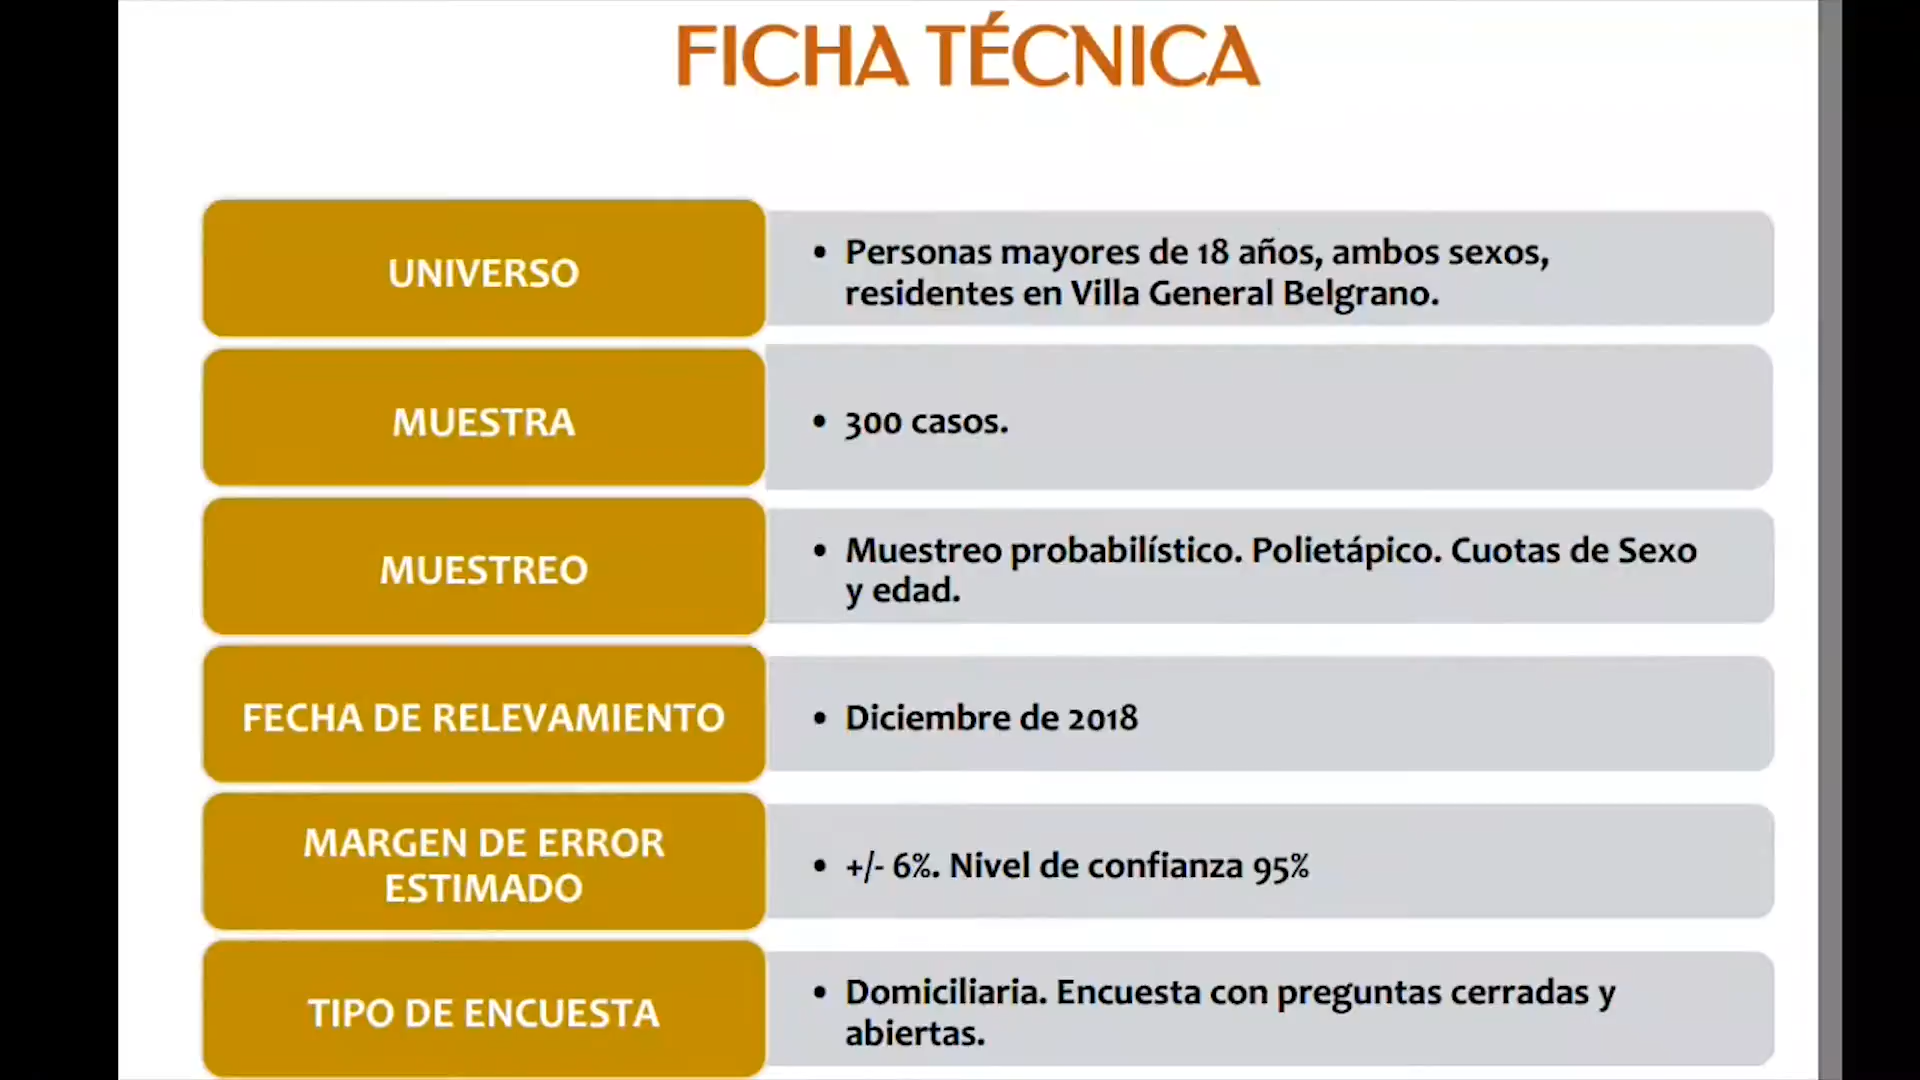 FICHA TÉCNICA
UNIVERSO
• Personas mayores de 18 años, ambos sexos,
residentes en Villa General Belgrano.
MUESTRA
• 300 casos.
MUESTREO
• Muestreo probabilístico. Polietápico. Cuotas de Sexo
y edad.
FECHA DE RELEVAMIENTO
• Diciembre de 2018
MARGEN DE ERROR
ESTIMADO
• +/- 6%. Nivel de confianza 95%
TIPO DE ENCUESTA
• Domiciliaria. Encuesta con preguntas cerradas y
abiertas.